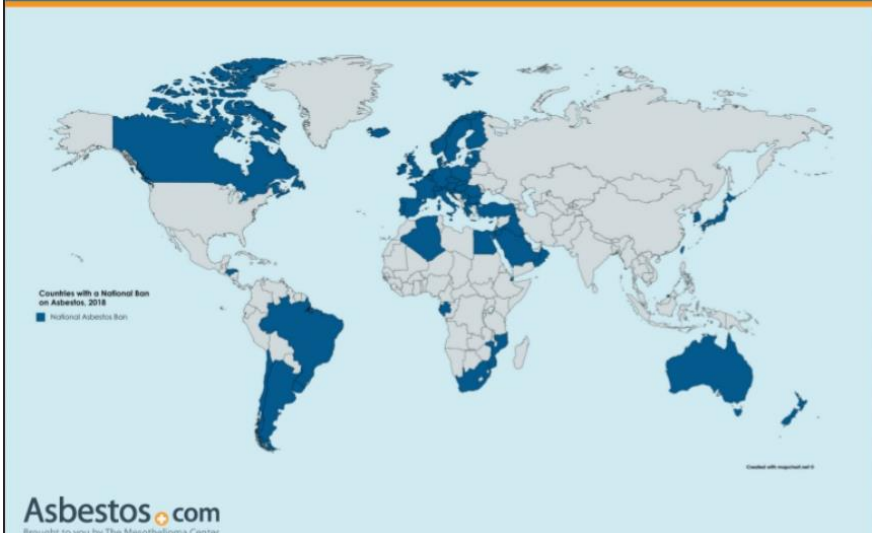 Countries with a National Ban
on Asbestos, 2018
National Asbestos Ban
Created with mapchart.net ©
Asbestos.com
Brought to you by The Mesothelioma Center